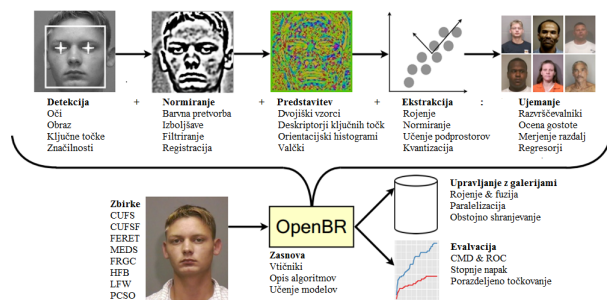 Detekcija + Normiranje + Predstavitev + Ekstrakcija : Ujemanje
Oči
Obraz
Ključne točke
Značilnosti
Barvna pretvorba
Izboljšave
Filtriranje
Registracija
Dvojiški vzorci
Deskriptorji ključnih točk
Orientacijski histogrami
Valčki
Rojenje
Normiranje
Učenje podprostorov
Kvantizacija
Razvrščevalniki
Ocena gostote
Merjenje razdalj
Regresorji
Zbirke
CUFS
CUFSF
FERET
MEDS
FRGC
HFB
LFW
PCSO
OpenBR
Zasnova
Vtičniki
Opis algoritmov
Učenje modelov
Upravljanje z galerijami
Rojenje & fuzija
Paralelizacija
Obstojno shranjevanje
Evalvacija
CMD & ROC
Stopnje napak
Porazdeljeno točkovanje